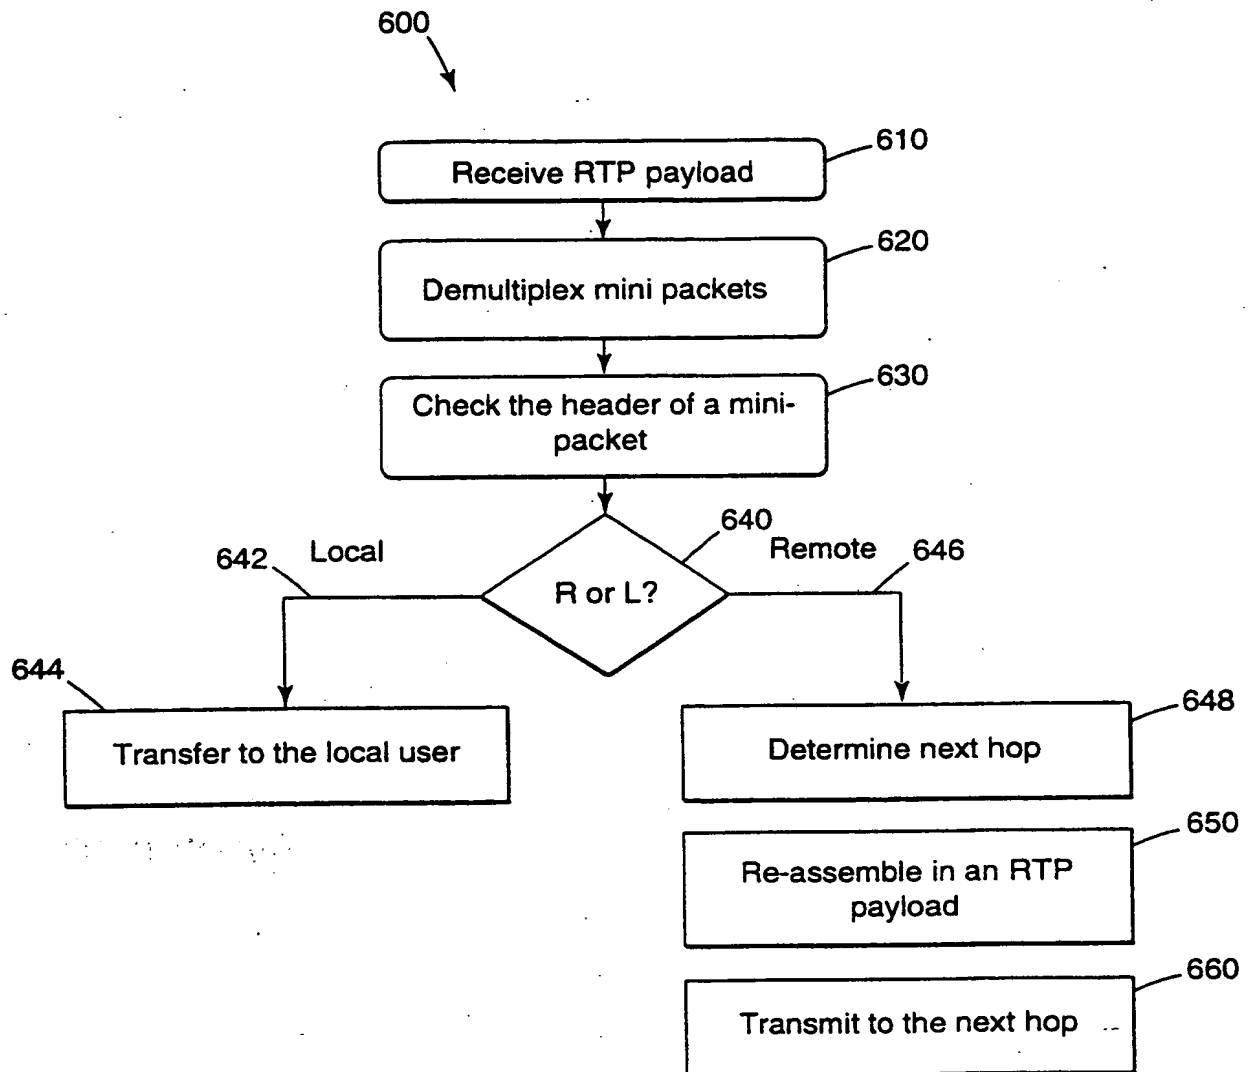 600
Receive RTP payload
610
Demultiplex mini packets
620
Check the header of a mini-
packet
630
R or L?
640
Local
642
Remote
646
Transfer to the local user
644
Determine next hop
648
Re-assemble in an RTP
payload
650
Transmit to the next hop
660